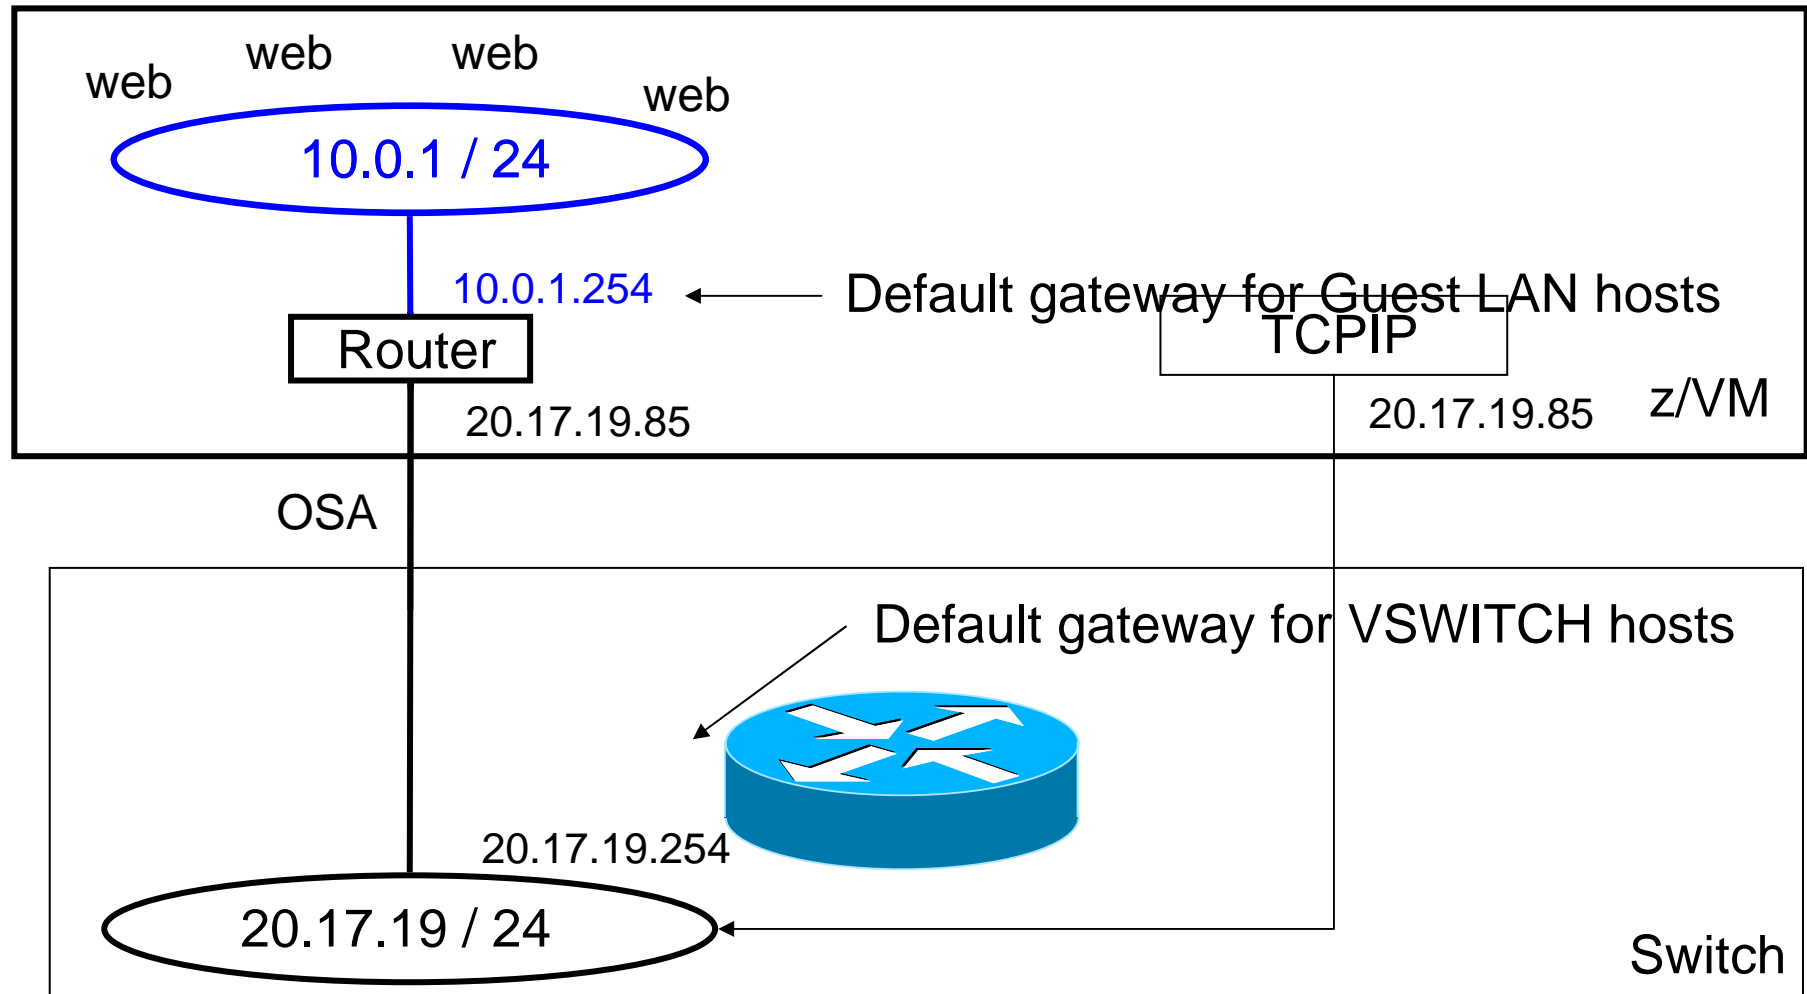 web
web
web
web
10.0.1 / 24
10.0.1.254
Default gateway for Guest LAN hosts
Router
TCPIP
20.17.19.85
20.17.19.85
z/VM
OSA
Default gateway for VSWITCH hosts
20.17.19.254
20.17.19 / 24
Switch